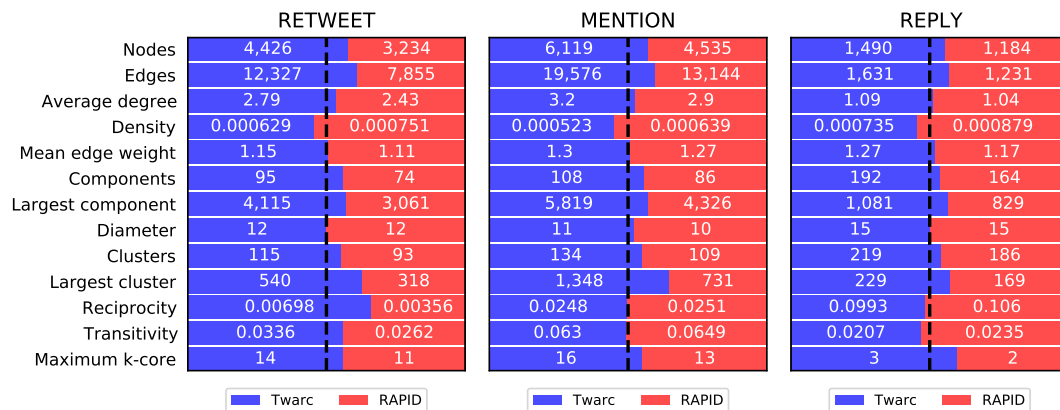 RETWEET MENTION REPLY
Nodes 4,426 3,234 6,119 4,535 1,490 1,184
Edges 12,327 7,855 19,576 13,144 1,631 1,231
Average degree 2.79 2.43 3.2 2.9 1.09 1.04
Density 0.000629 0.000751 0.000523 0.000639 0.000735 0.000879
Mean edge weight 1.15 1.11 1.3 1.27 1.27 1.17
Components 95 74 108 86 192 164
Largest component 4,115 3,061 5,819 4,326 1,081 829
Diameter 12 12 11 10 15 15
Clusters 115 93 134 109 219 186
Largest cluster 540 318 1,348 731 229 169
Reciprocity 0.00698 0.00356 0.0248 0.0251 0.0993 0.106
Transitivity 0.0336 0.0262 0.063 0.0649 0.0207 0.0235
Maximum k-core 14 11 16 13 3 2
Twarc RAPID Twarc RAPID Twarc RAPID